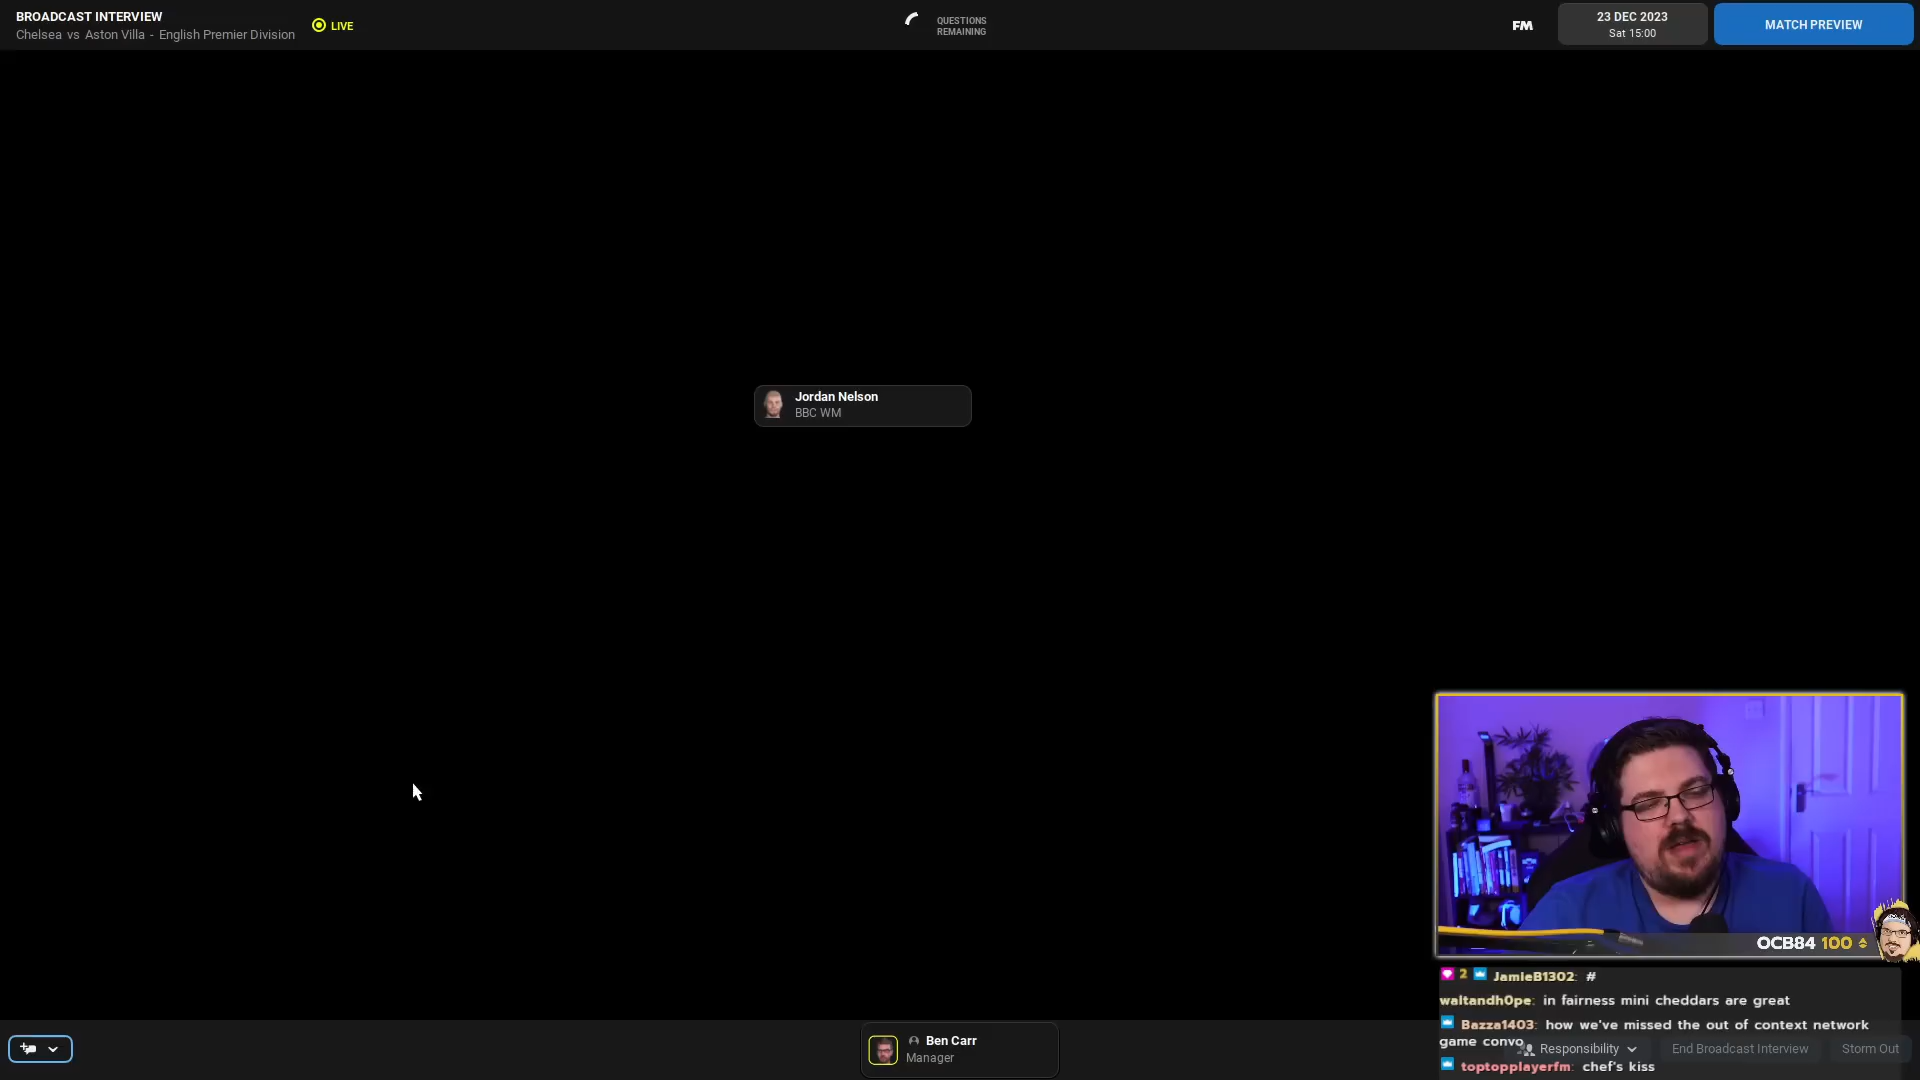 BROADCAST INTERVIEW
Chelsea vs Aston Villa - English Premier Division
LIVE
QUESTIONS
REMAINING
FM
23 DEC 2023
Sat 15:00
MATCH PREVIEW
Jordan Nelson
BBC WM
OCB84 100
2 JamieB1302: #
waltandh0pe: in fairness mini cheddars are great
Bazza1403: how we've missed the out of context network
game convo
toptopplayerfm: chef's kiss
Ben Carr
Manager
Responsibility
End Broadcast Interview
Storm Out